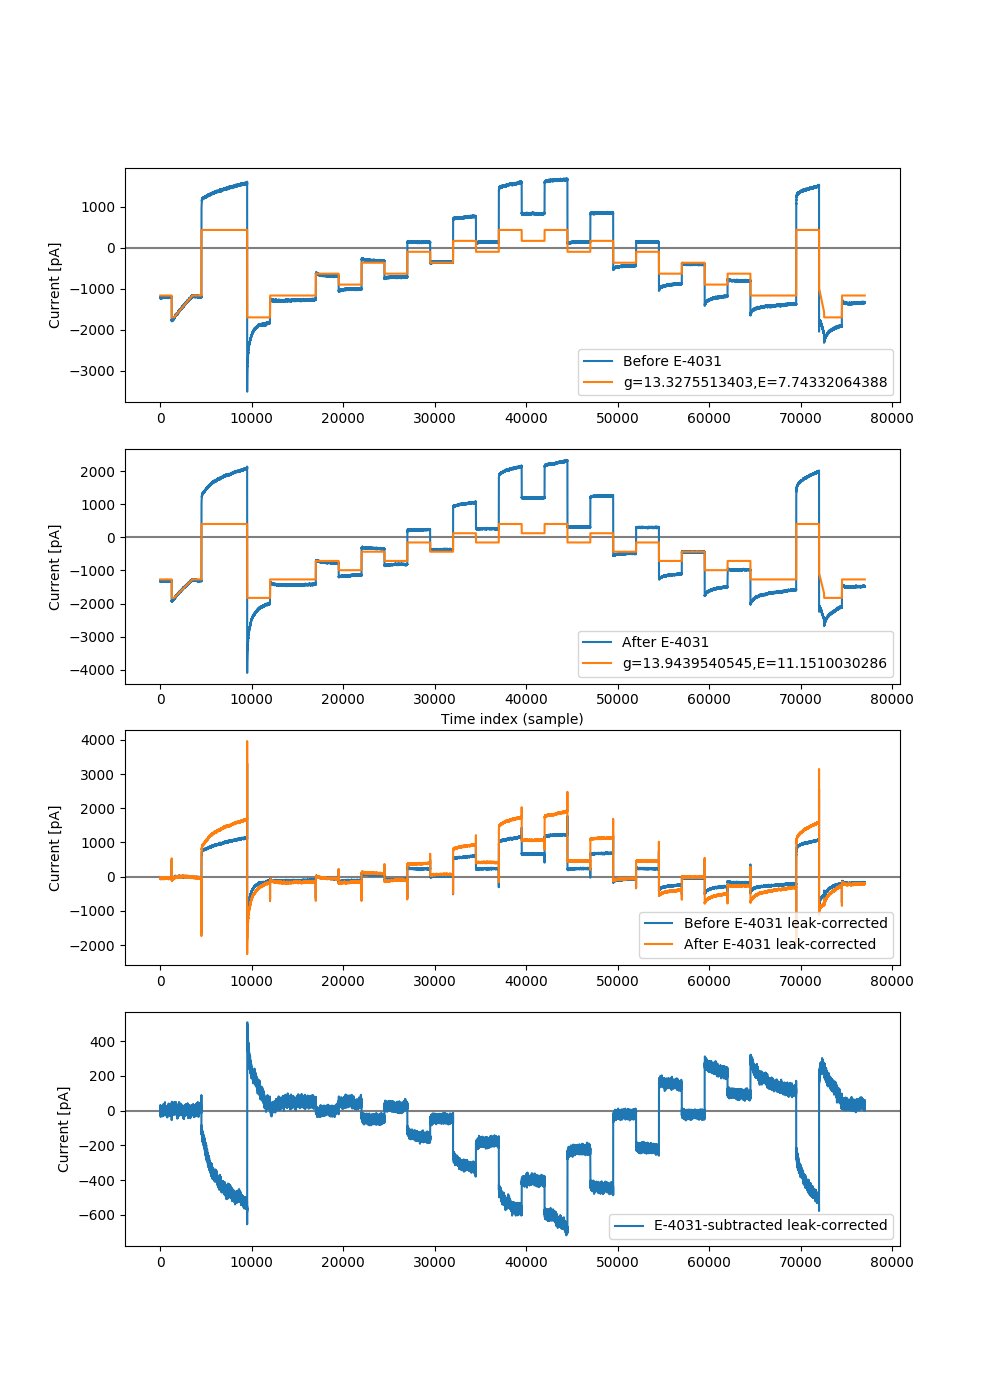 1000
0
−1000
−2000
−3000
Current [pA]
Before E-4031
g=13.3275513403,E=7.74332064388
0 10000 20000 30000 40000 50000 60000 70000 80000
2000
1000
0
−1000
−2000
−3000
−4000
Current [pA]
After E-4031
g=13.9439540545,E=11.1510030286
0 10000 20000 30000 40000 50000 60000 70000 80000
Time index (sample)
4000
3000
2000
1000
0
−1000
−2000
Current [pA]
Before E-4031 leak-corrected
After E-4031 leak-corrected
0 10000 20000 30000 40000 50000 60000 70000 80000
400
200
0
−200
−400
−600
Current [pA]
E-4031-subtracted leak-corrected
0 10000 20000 30000 40000 50000 60000 70000 80000